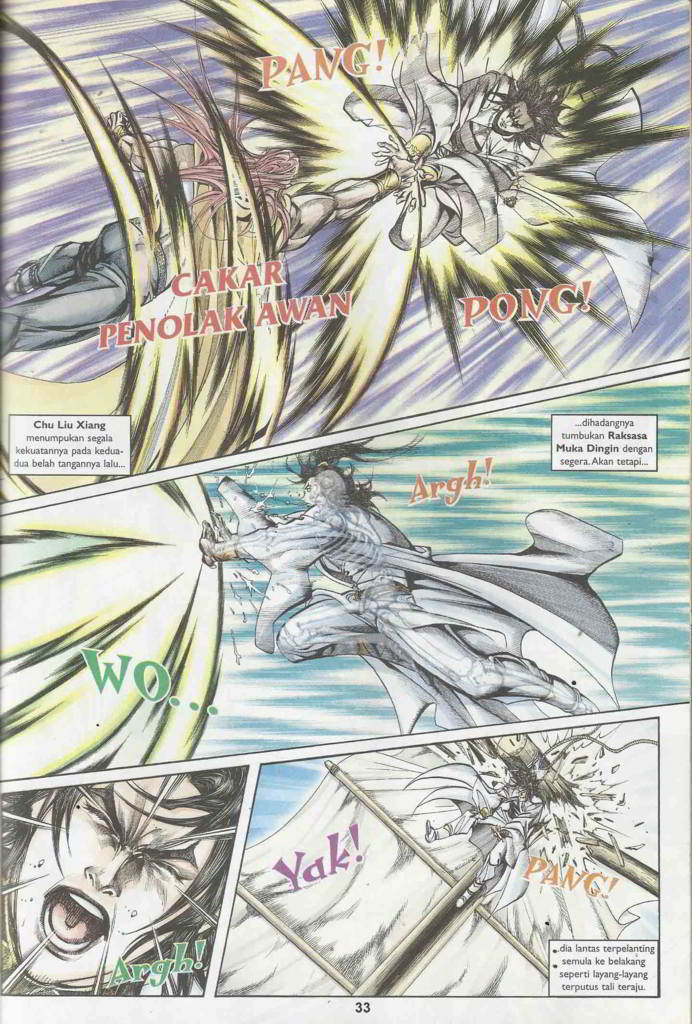 PANG!
CAKAR
PENOLAK AWAN
PONG!
Chu Liu Xiang
menumpukan segala
kekuatannya pada kedua-
dua belah tangannya lalu...
...dihadangnya
tumbukan Raksasa
Muka Dingin dengan
segera. Akan tetapi...
Argh!
WO...
Argh!
Yak!
PANG!
..dia lantas terpelanting
semula ke belakang
seperti layang-layang
terputus tali teraju.
33